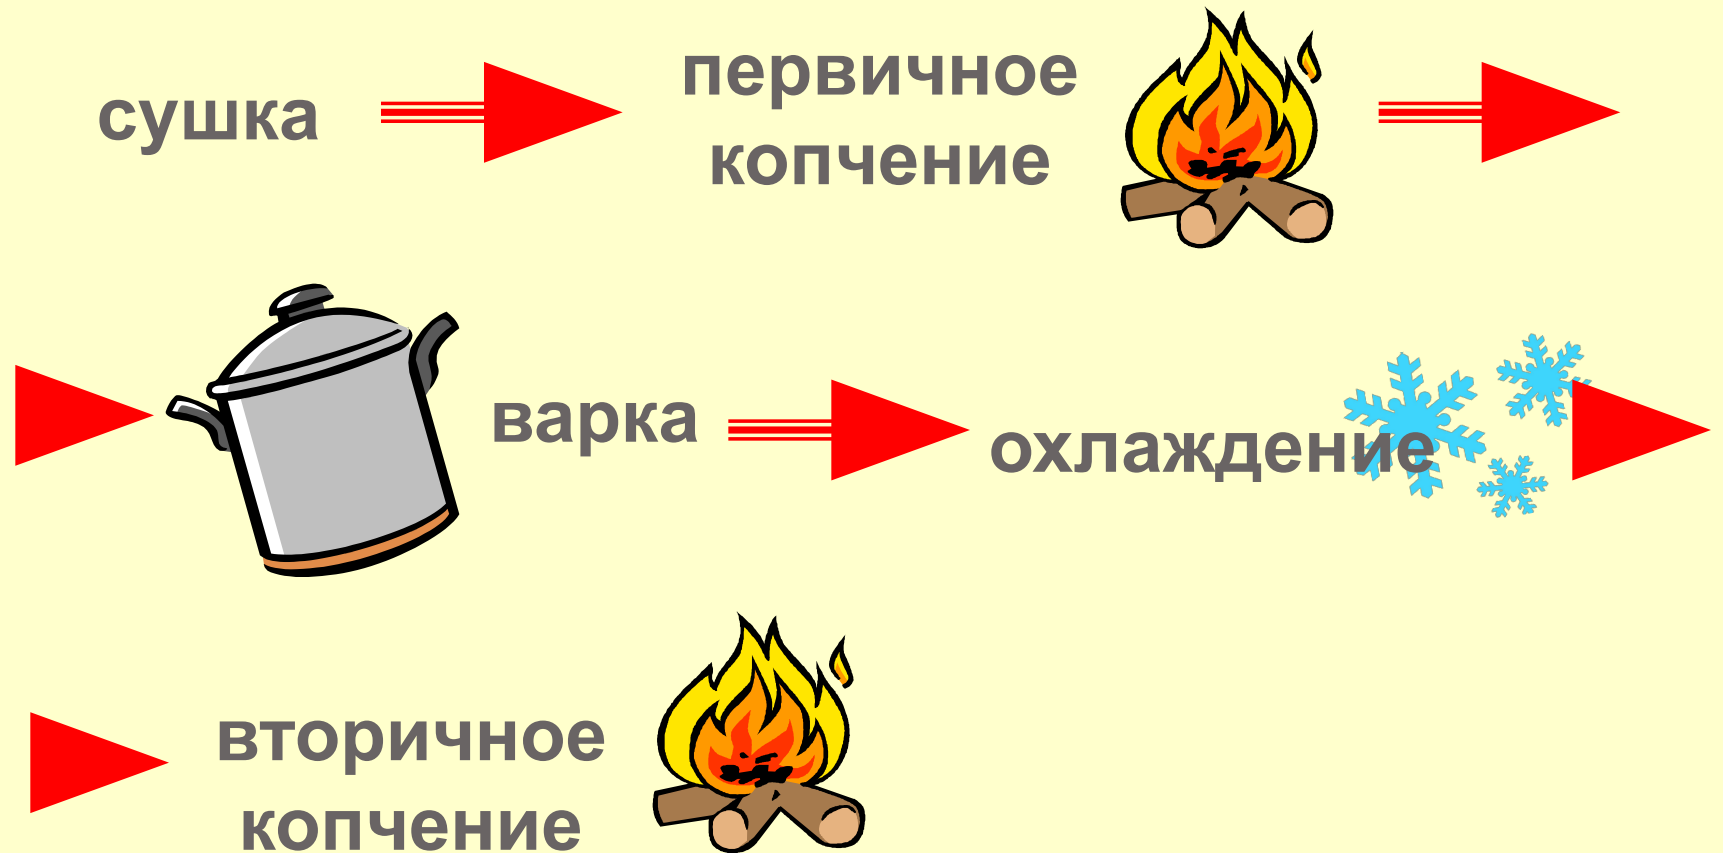 сушка
первичное
копчение
варка
охлаждение
вторичное
копчение